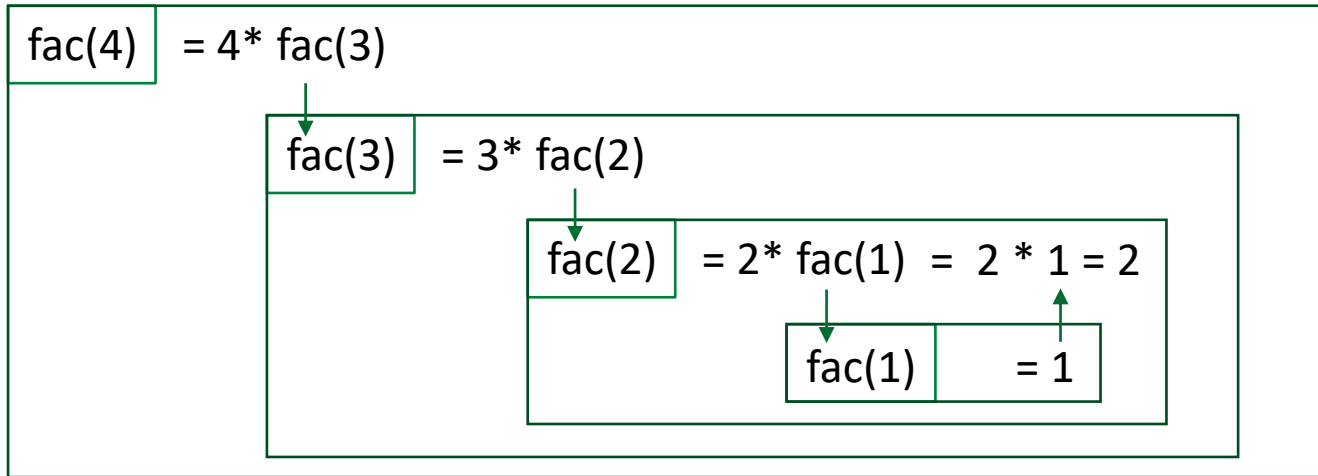 fac(4) = 4* fac(3)
fac(3) = 3* fac(2)
fac(2) = 2* fac(1) = 2 * 1 = 2
fac(1) = 1